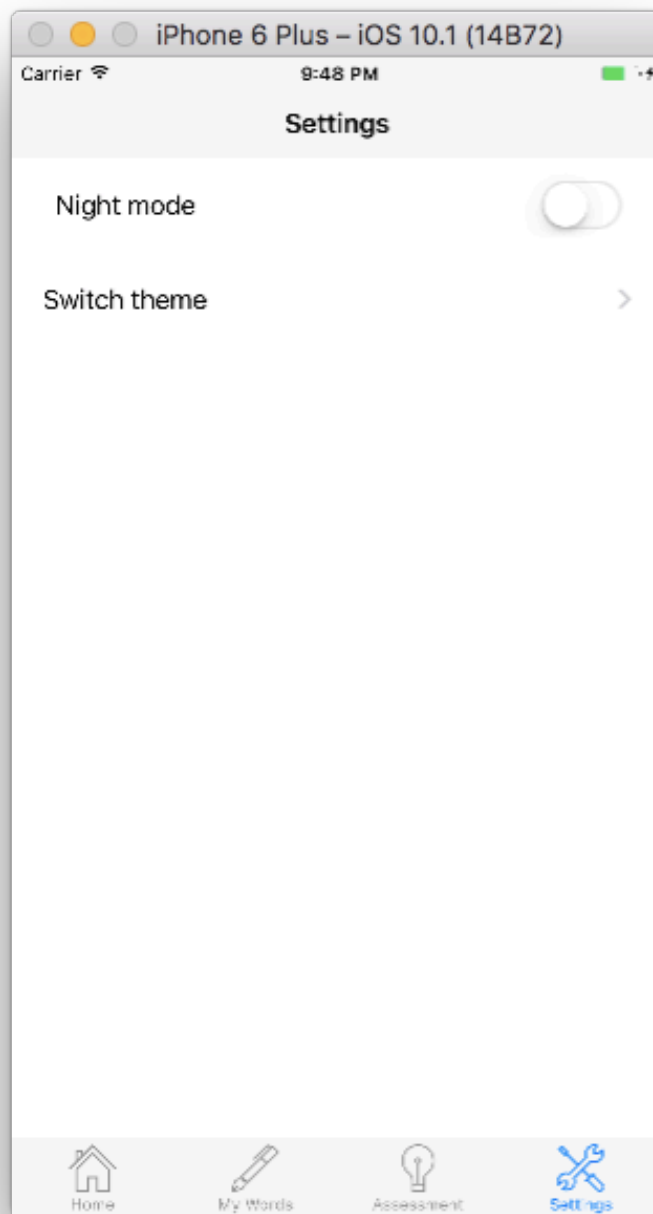 iPhone 6 Plus – iOS 10.1 (14B72)
Carrier 9:48 PM
Settings
Night mode
Switch theme
Home My Words Assessment Settings